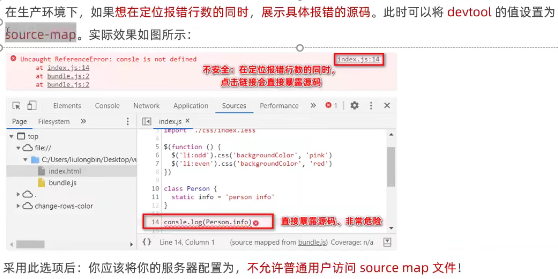 在生产环境下，如果想在定位报错行数的同时，展示具体报错的源码。此时可以将 devtool 的值设置为
source-map。实际效果如图所示：
Uncaught ReferenceError: consle is not defined
index.js:14
at index.js:14
at bundle.js:2
at bundle.js:2
不安全：在定位报错行数的同时，
点击链接会直接暴露源码
Elements Console Network Application Sources Performance » 1
Page Filesystem »
index.js ×
top
file://
C:/Users/liulongbin/Desktop/v
index.html
bundle.js
.
change-rows-color
import './css/index.less'
$(function () {
$('li:odd').css('backgroundColor', 'pink')
$('li:even').css('backgroundColor', 'red')
})
class Person {
static info = 'person info'
}
14 consle.log(Person.info)
直接暴露源码、非常危险
{ } Line 14, Column 1 (source mapped from bundle.js) Coverage: n/a
采用此选项后：你应该将你的服务器配置为，不允许普通用户访问 source map 文件！